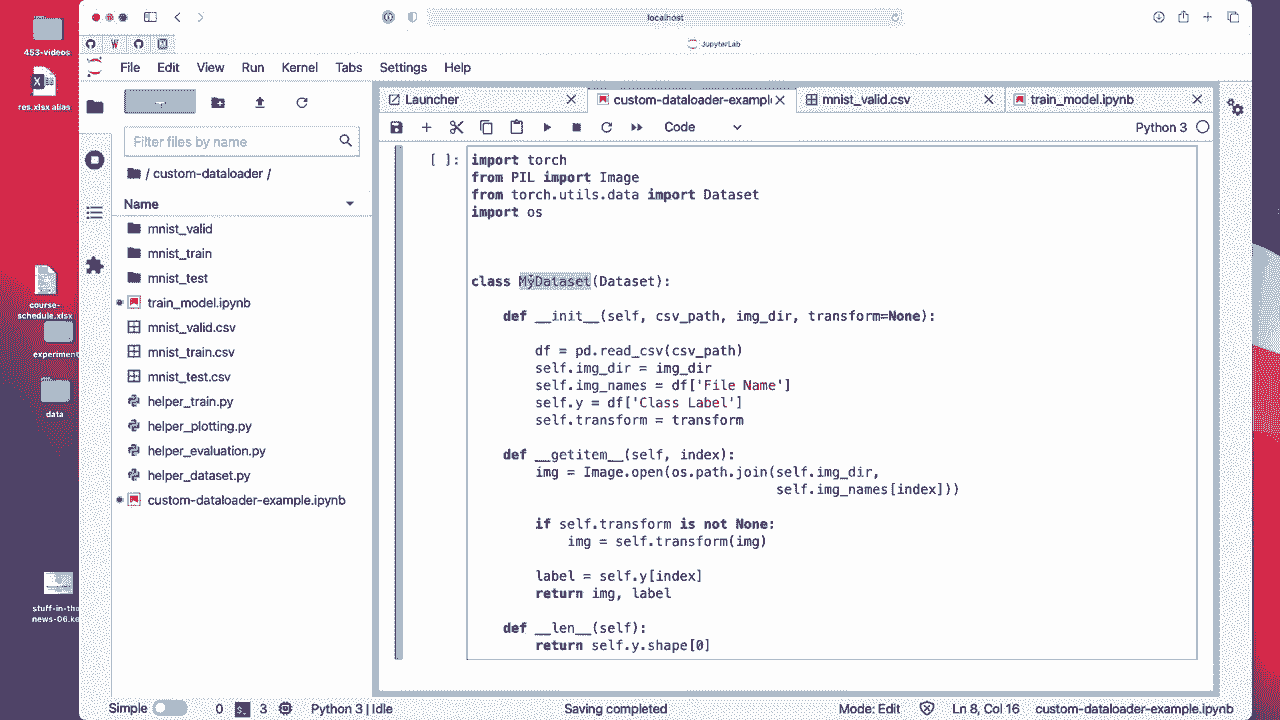 localhost
JupyterLab
453-videos
res.xlsx alias
course-
schedule.xlsx
experiment
data
stuff-in-the
news-06.ke
File Edit View Run Kernel Tabs Settings Help
Filter files by name
/ custom-dataloader /
Name
mnist_valid
mnist_train
mnist_test
train_model.ipynb
mnist_valid.csv
mnist_train.csv
mnist_test.csv
helper_train.py
helper_plotting.py
helper_evaluation.py
helper_dataset.py
custom-dataloader-example.ipynb
Launcher
custom-dataloader-example
mnist_valid.csv
train_model.ipynb
Code
Python 3
[ ]:
import torch
from PIL import Image
from torch.utils.data import Dataset
import os
class MyDataset(Dataset):
def __init__(self, csv_path, img_dir, transform=None):
df = pd.read_csv(csv_path)
self.img_dir = img_dir
self.img_names = df['File Name']
self.y = df['Class Label']
self.transform = transform
def __getitem__(self, index):
img = Image.open(os.path.join(self.img_dir,
self.img_names[index]))
if self.transform is not None:
img = self.transform(img)
label = self.y[index]
return img, label
def __len__(self):
return self.y.shape[0]
Simple 0 3 Python 3 | Idle Saving completed Mode: Edit Ln 8, Col 16 custom-dataloader-example.ipynb